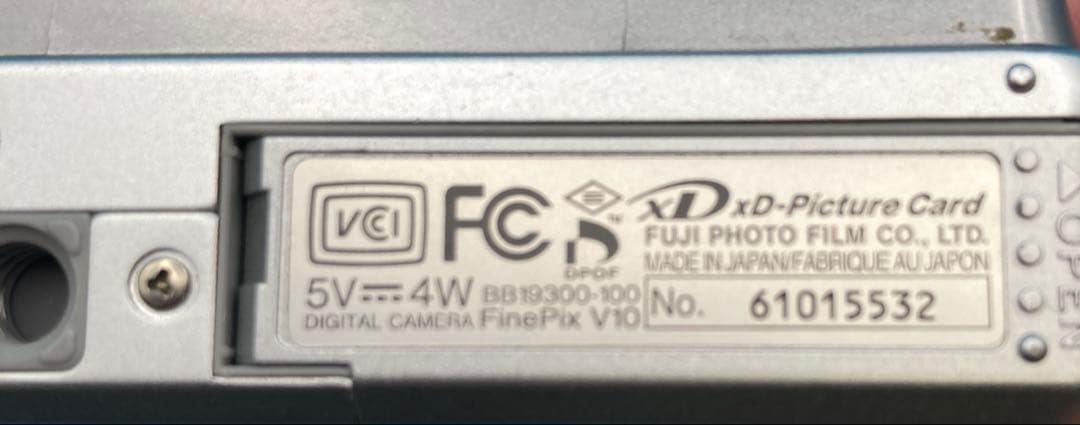 VCI FC xD xD-Picture Card
FUJI PHOTO FILM CO., LTD.
DPOF MADE IN JAPAN/FABRIQUE AU JAPON
5V⎓4W BB19300-100
DIGITAL CAMERA FinePix V10
No. 61015532
OPEN